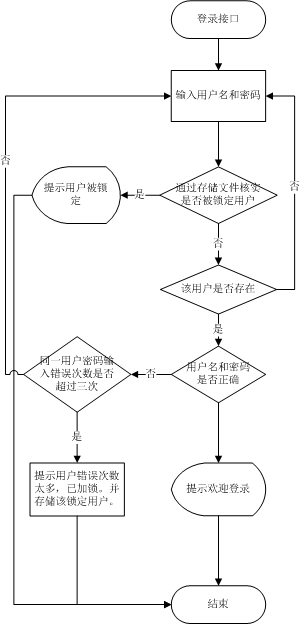 登录接口
输入用户名和密码
否
否
提示用户被锁
定
是
通过存储文件核实
是否被锁定用户
否
该用户是否存在
是
同一用户密码输
入错误次数是否
超过三次
否
用户名和密码
是否正确
是
提示用户错误次数
太多，已加锁。并
存储该锁定用户。
提示欢迎登录
结束